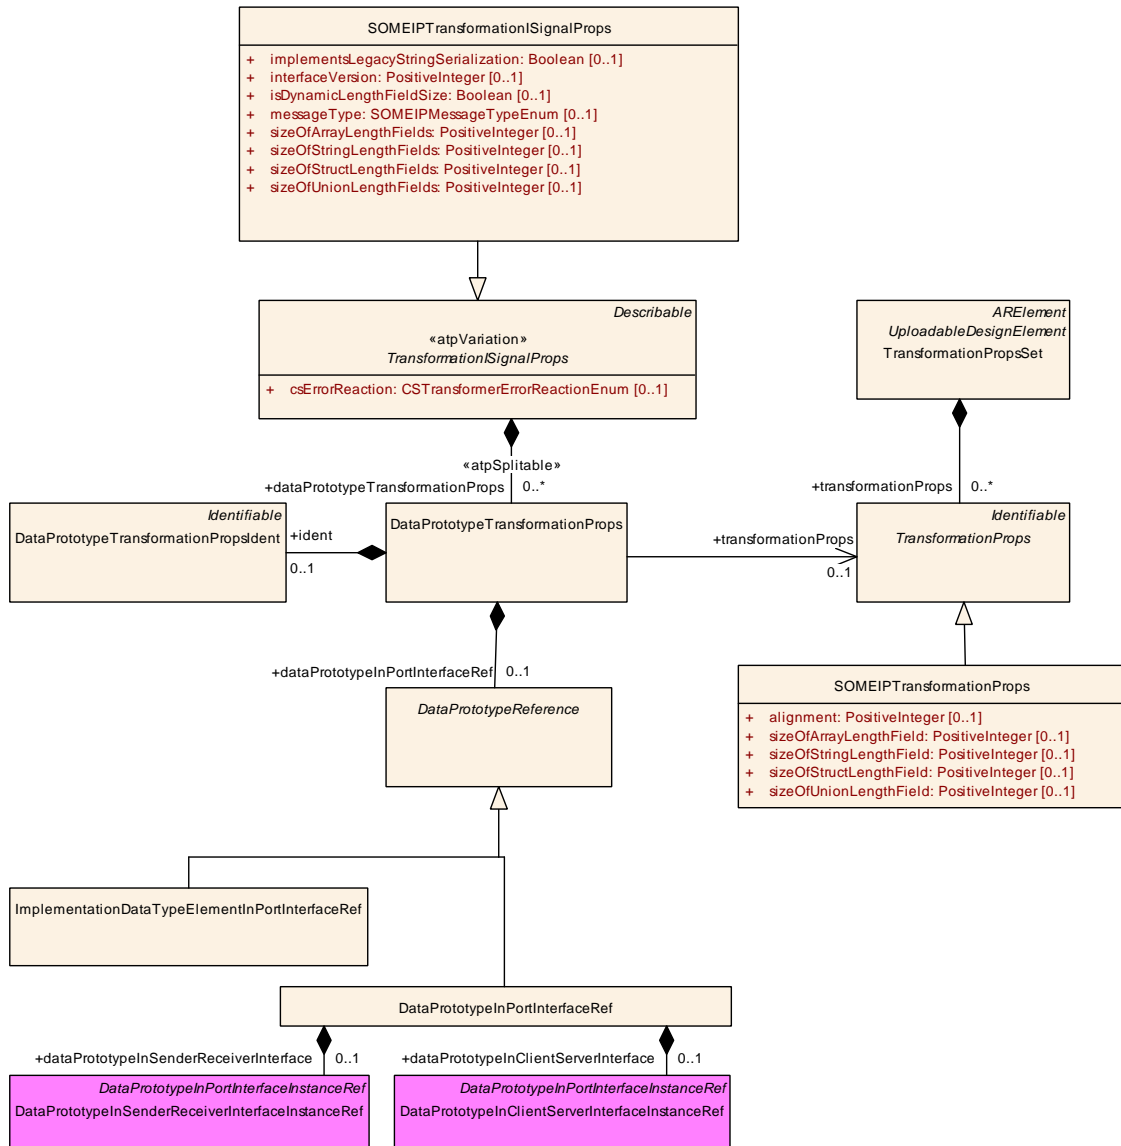 SOMEIPTransformationISignalProps
+ implementsLegacyStringSerialization: Boolean [0..1]
+ interfaceVersion: PositiveInteger [0..1]
+ isDynamicLengthFieldSize: Boolean [0..1]
+ messageType: SOMEIPMessageTypeEnum [0..1]
+ sizeOfArrayLengthFields: PositiveInteger [0..1]
+ sizeOfStringLengthFields: PositiveInteger [0..1]
+ sizeOfStructLengthFields: PositiveInteger [0..1]
+ sizeOfUnionLengthFields: PositiveInteger [0..1]
Describable
«atpVariation»
TransformationISignalProps
+ csErrorReaction: CSTransformerErrorReactionEnum [0..1]
ARElement
UploadableDesignElement
TransformationPropsSet
«atpSplitable»
+dataPrototypeTransformationProps 0..*
+transformationProps 0..*
Identifiable
DataPrototypeTransformationPropsIdent
+ident
0..1
DataPrototypeTransformationProps
+transformationProps
0..1
Identifiable
TransformationProps
+dataPrototypeInPortInterfaceRef 0..1
DataPrototypeReference
SOMEIPTransformationProps
+ alignment: PositiveInteger [0..1]
+ sizeOfArrayLengthField: PositiveInteger [0..1]
+ sizeOfStringLengthField: PositiveInteger [0..1]
+ sizeOfStructLengthField: PositiveInteger [0..1]
+ sizeOfUnionLengthField: PositiveInteger [0..1]
ImplementationDataTypeElementInPortInterfaceRef
DataPrototypeInPortInterfaceRef
+dataPrototypeInSenderReceiverInterface 0..1
+dataPrototypeInClientServerInterface 0..1
DataPrototypeInPortInterfaceInstanceRef
DataPrototypeInSenderReceiverInterfaceInstanceRef
DataPrototypeInPortInterfaceInstanceRef
DataPrototypeInClientServerInterfaceInstanceRef